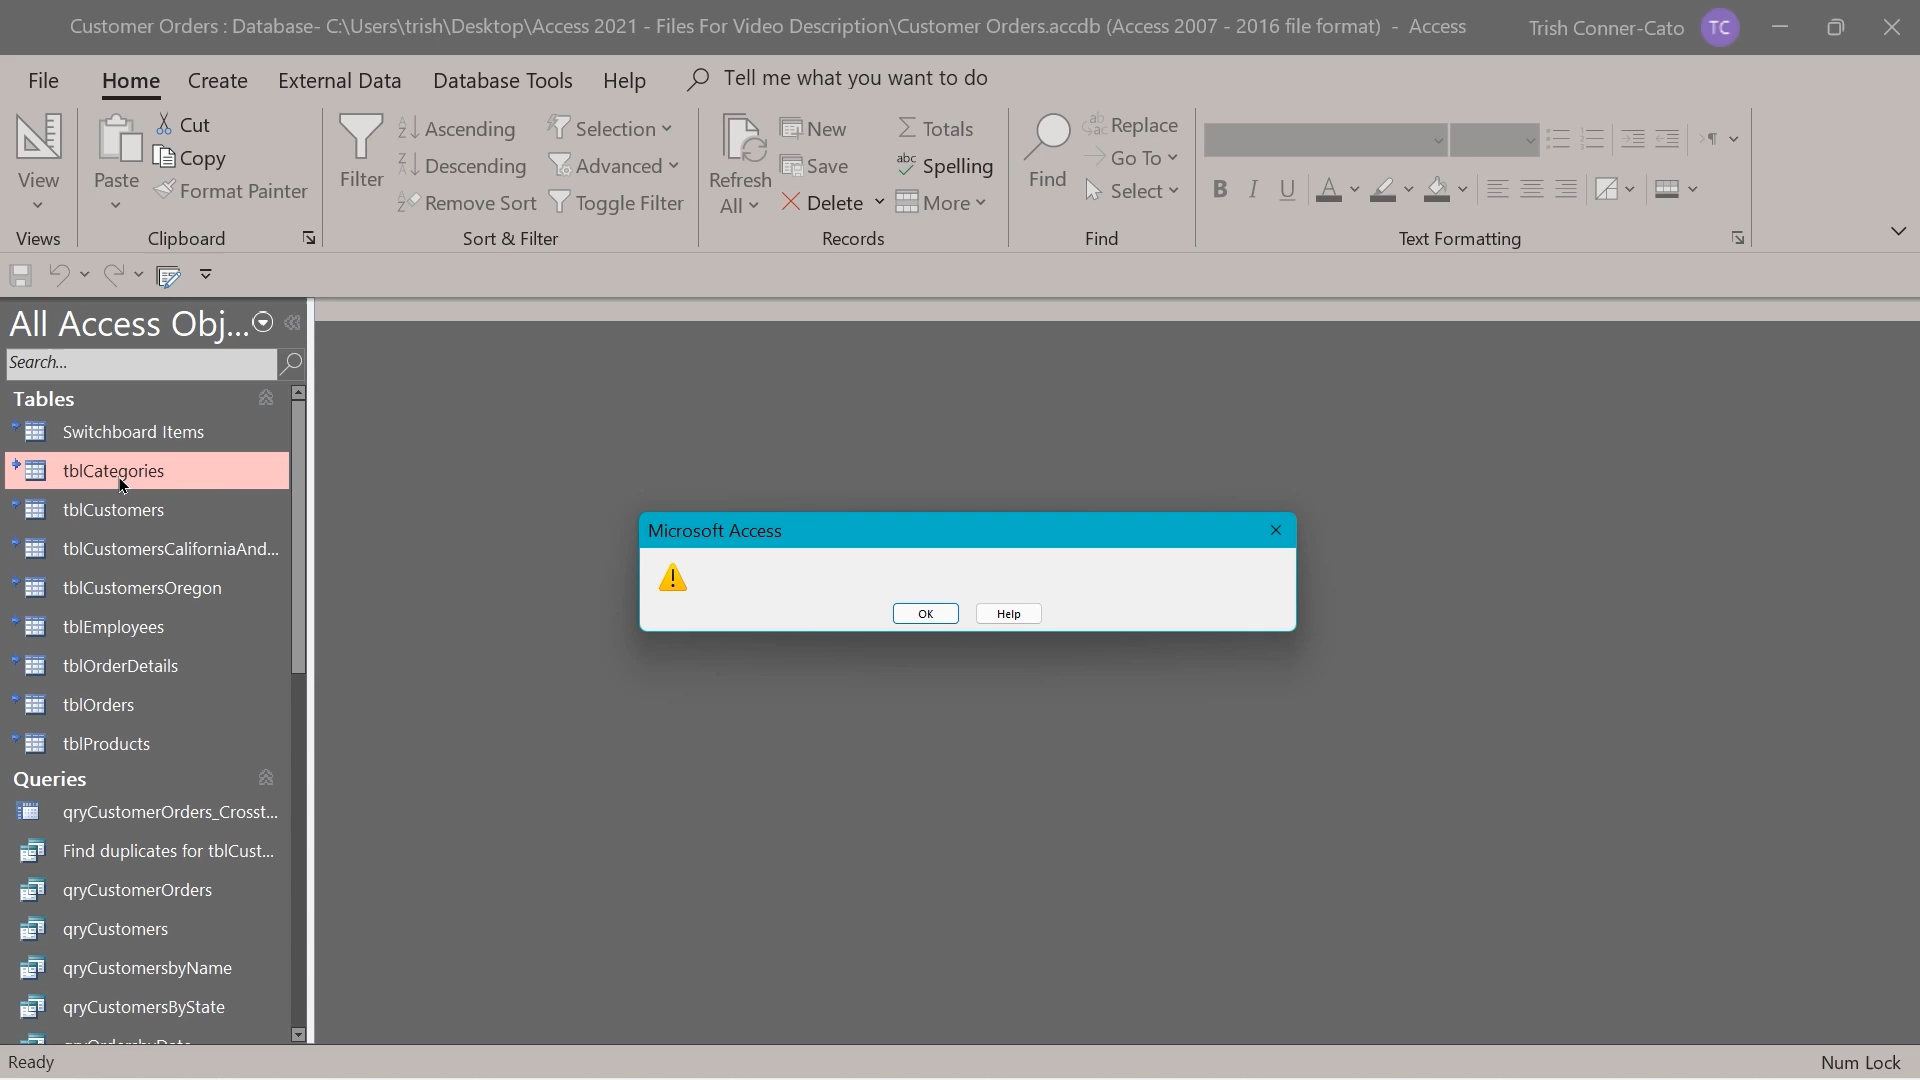 Customer Orders : Database- C:\Users\trish\Desktop\Access 2021 - Files For Video Description\Customer Orders.accdb (Access 2007 - 2016 file format) - Access
Trish Conner-Cato TC
File Home Create External Data Database Tools Help Tell me what you want to do
View
Views
Paste
Cut
Copy
Format Painter
Clipboard
Filter
Ascending
Descending
Remove Sort
Selection
Advanced
Toggle Filter
Sort & Filter
Refresh
All
New
Save
Delete
Totals
Spelling
More
Records
Find
Replace
Go To
Select
Find
B I U A
Text Formatting
All Access Obj...
Search...
Tables
Switchboard Items
tblCategories
tblCustomers
tblCustomersCaliforniaAnd...
tblCustomersOregon
tblEmployees
tblOrderDetails
tblOrders
tblProducts
Queries
qryCustomerOrders_Crosst...
Find duplicates for tblCust...
qryCustomerOrders
qryCustomers
qryCustomersbyName
qryCustomersByState
Microsoft Access
OK Help
Ready
Num Lock